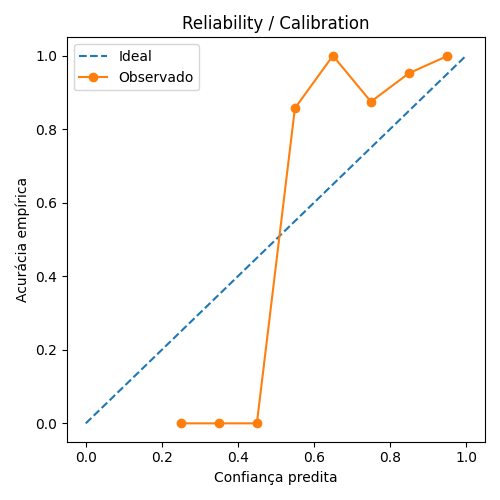 Reliability / Calibration
Ideal
Observado
1.0
0.8
0.6
0.4
0.2
0.0
Acurácia empírica
0.0 0.2 0.4 0.6 0.8 1.0
Confiança predita